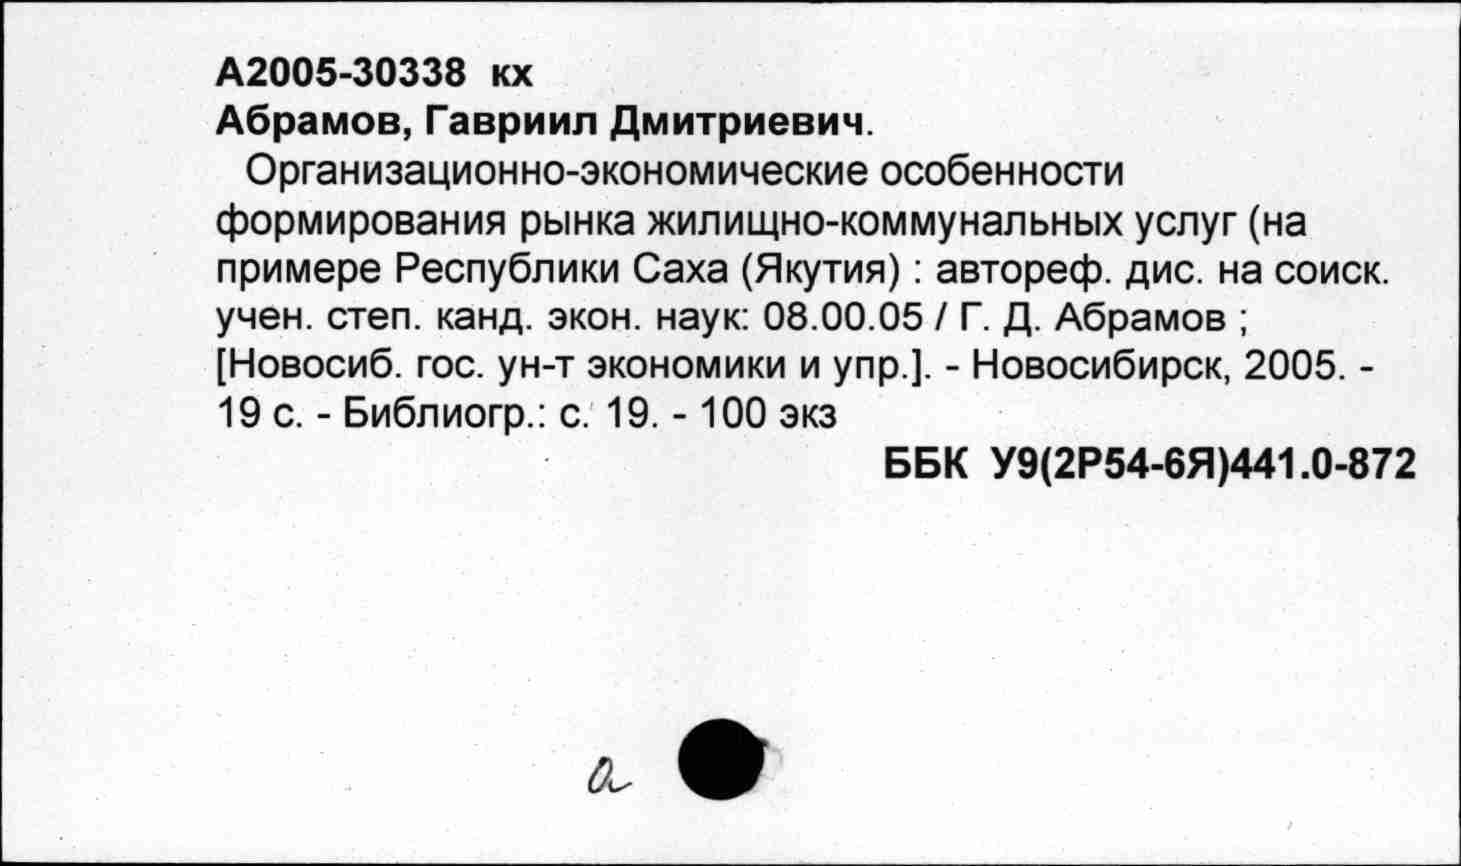 А2005-30338 кх
Абрамов, Гавриил Дмитриевич.
Организационно-экономические особенности
формирования рынка жилищно-коммунальных услуг (на
примере Республики Саха (Якутия) : автореф. дис. на соиск.
учен. степ. канд. экон. наук: 08.00.05 / Г. Д. Абрамов ;
[Новосиб. гос. ун-т экономики и упр.]. - Новосибирск, 2005. -
19 с. - Библиогр.: с. 19. - 100 экз
ББК У9(2Р54-6Я)441.0-872
а